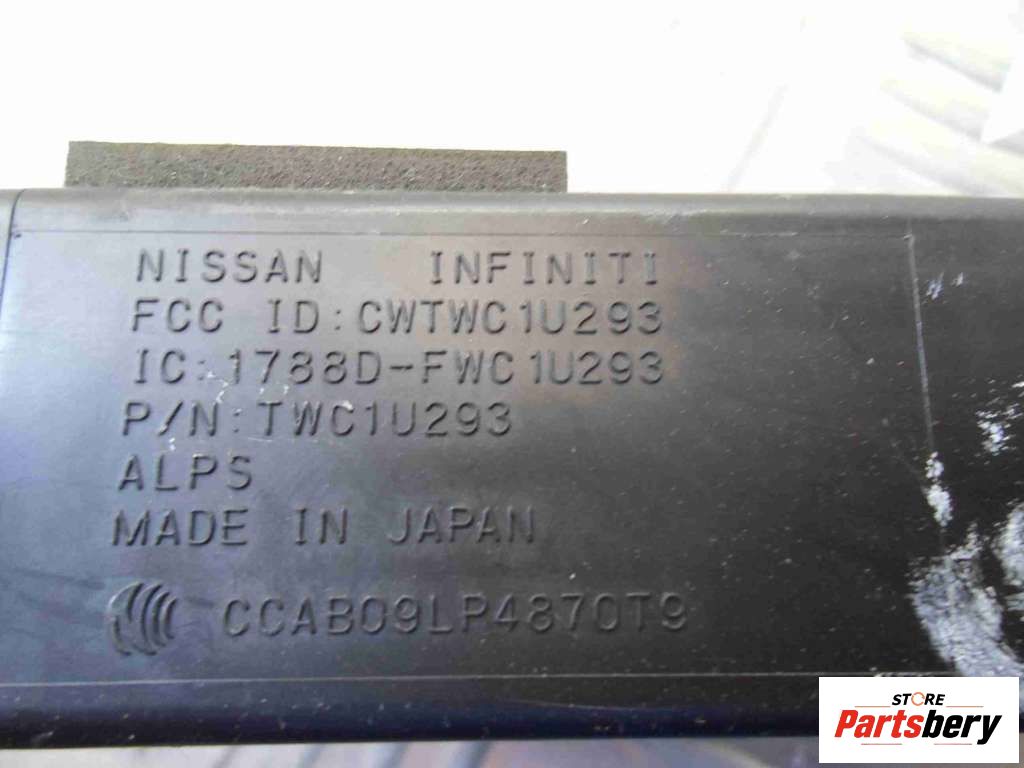 NISSAN INFINITI
FCC ID:CWTWC1U293
IC:1788D-FWC1U293
P/N:TWC1U293
ALPS
MADE IN JAPAN
CCAB09LP4870T9
STORE
Partsbery